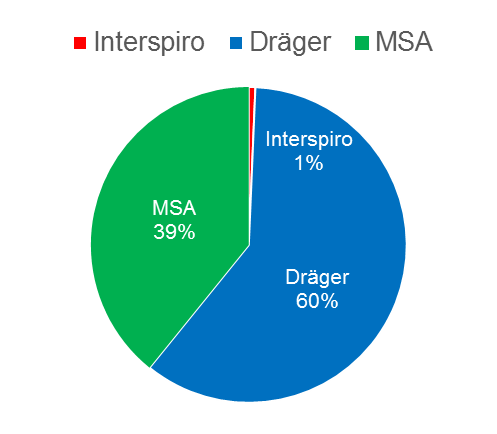 Interspiro Dräger MSA
Interspiro
1%
MSA
39%
Dräger
60%